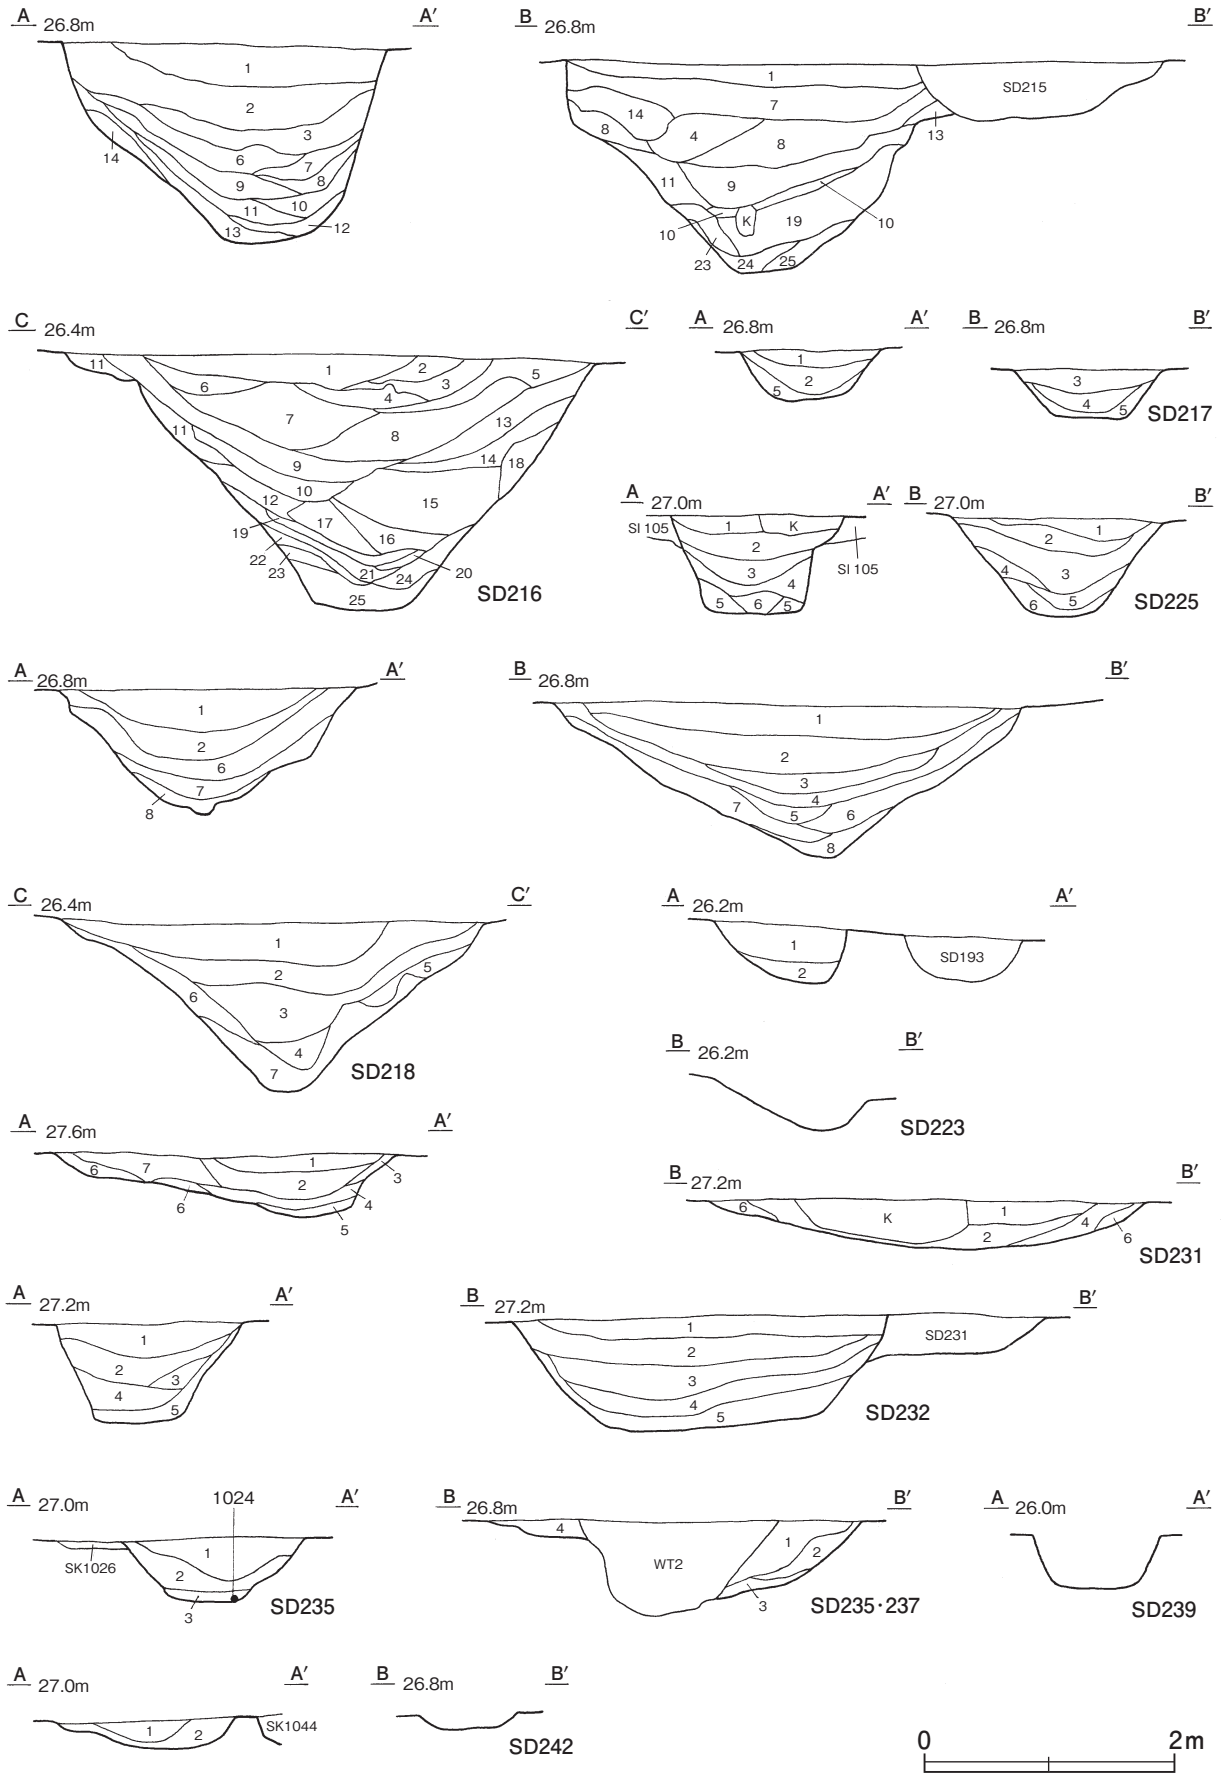 A 26.8m A′
1
2
3
6
7
8
9
10
11
12
13
14
B 26.8m B′
1
SD215
7
14
4
8
8
13
11
9
10
K
19
10
23
24
25
C 26.4m C′
11
1
2
3
5
6
4
7
8
13
11
9
14
18
10
12
15
17
19
16
22
23
21
24
20
25
SD216
A 26.8m A′
1
2
5
B 26.8m B′
3
4
5
SD217
A 27.0m A′
SI 105
1
K
2
SI 105
3
4
5
6
5
B 27.0m B′
1
2
3
4
5
6
SD225
A 26.8m A′
1
2
6
7
8
B 26.8m B′
1
2
3
4
7
5
6
8
C 26.4m C′
1
2
5
6
3
4
7
SD218
A 26.2m A′
1
2
SD193
B 26.2m B′
SD223
A 27.6m A′
6
7
1
2
3
6
4
5
B 27.2m B′
6
K
1
2
4
6
SD231
A 27.2m A′
1
2
3
4
5
B 27.2m B′
1
SD231
2
3
4
5
SD232
A 27.0m 1024 A′
SK1026
1
2
3
SD235
B 26.8m B′
4
WT2
1
2
3
SD235・237
A 26.0m A′
SD239
A 27.0m A′
1
2
SK1044
B 26.8m B′
SD242
0 2m